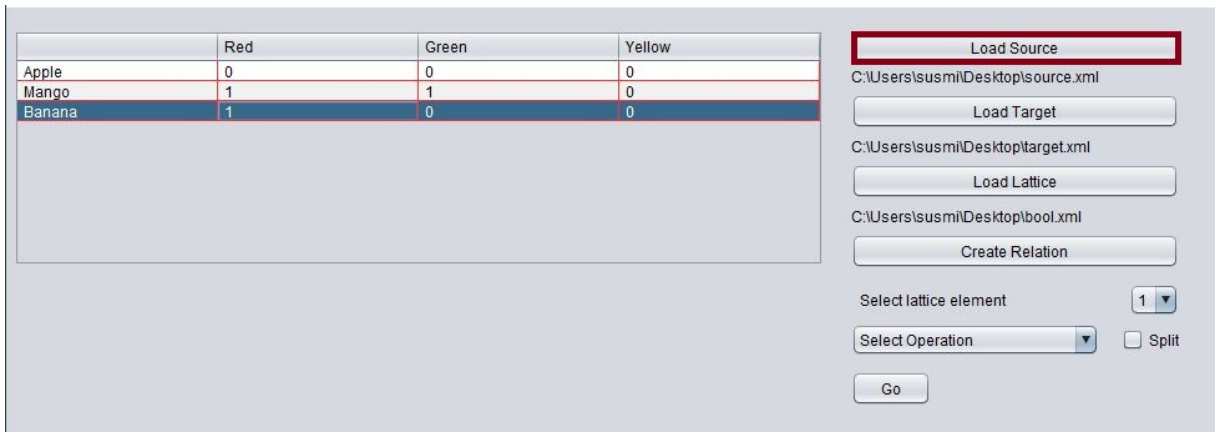 Red Green Yellow
Apple 0 0 0
Mango 1 1 0
Banana 1 0 0
Load Source
C:\Users\susmi\Desktop\source.xml
Load Target
C:\Users\susmi\Desktop\target.xml
Load Lattice
C:\Users\susmi\Desktop\bool.xml
Create Relation
Select lattice element 1
Select Operation Split
Go